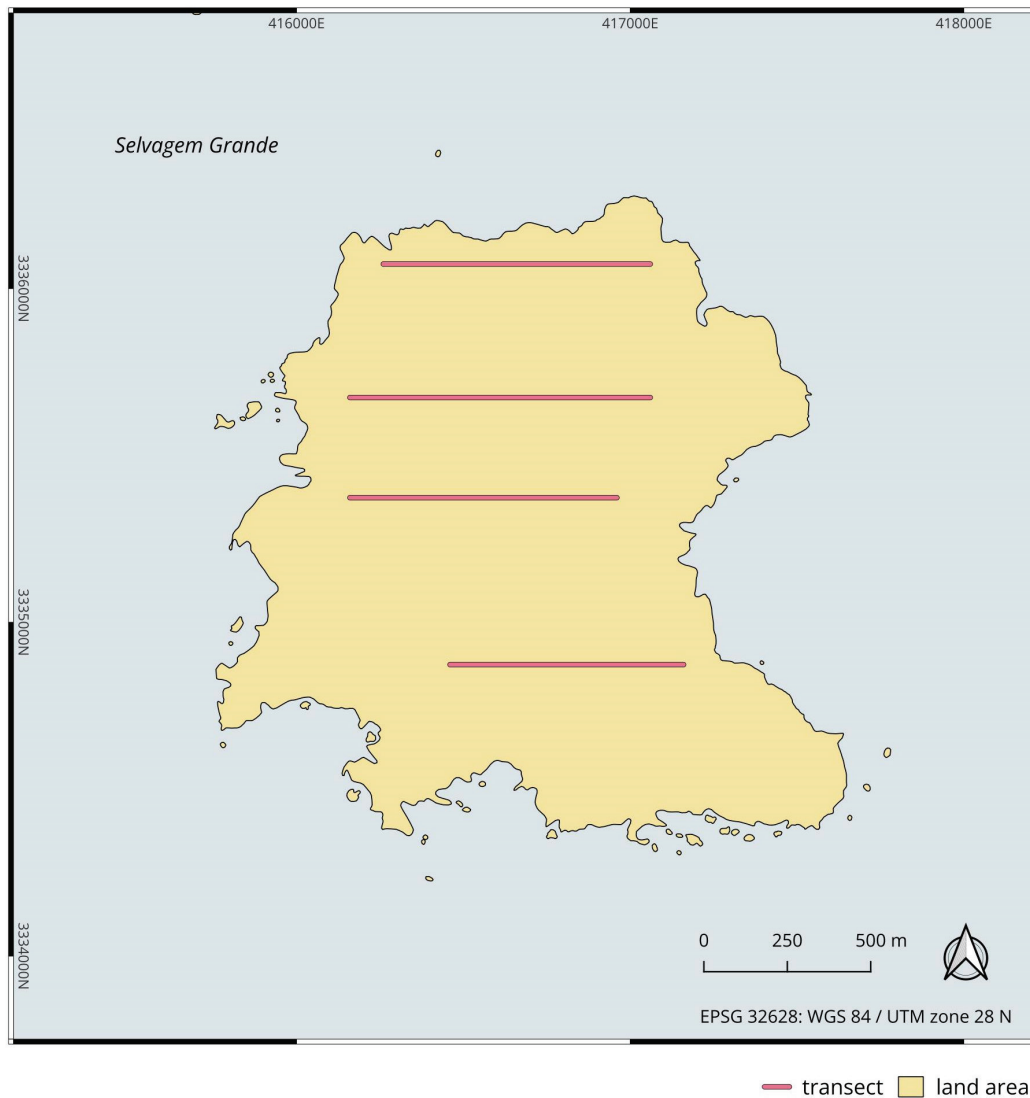 416000E
417000E
418000E
Selvagem Grande
3336000N
3335000N
3334000N
0 250 500 m
EPSG 32628: WGS 84 / UTM zone 28 N
transect land area